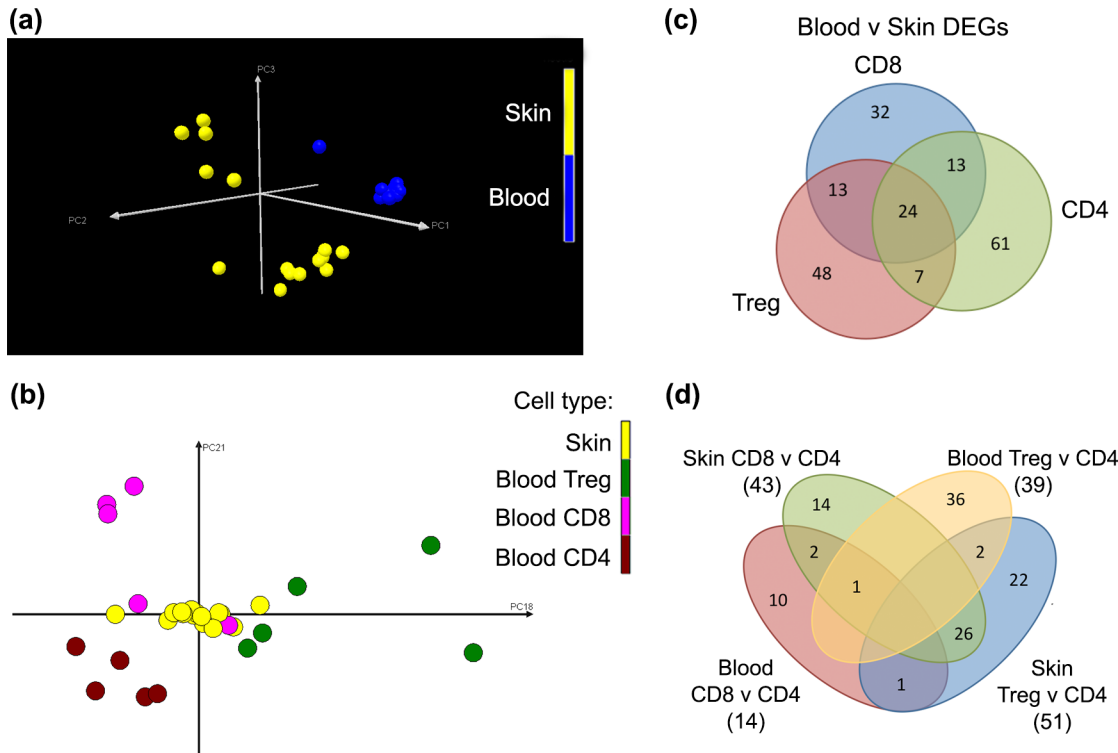 (a)
PC3
Skin
Blood
PC2
PC1
(b)
Cell type:
Skin
Blood Treg
Blood CD8
Blood CD4
PC21
PC18
(c)
Blood v Skin DEGs
CD8
32
13
13
24
CD4
61
48
7
Treg
(d)
Skin CD8 v CD4
(43)
Blood Treg v CD4
(39)
14
36
2
2
22
10
1
26
1
Blood
CD8 v CD4
(14)
Skin
Treg v CD4
(51)